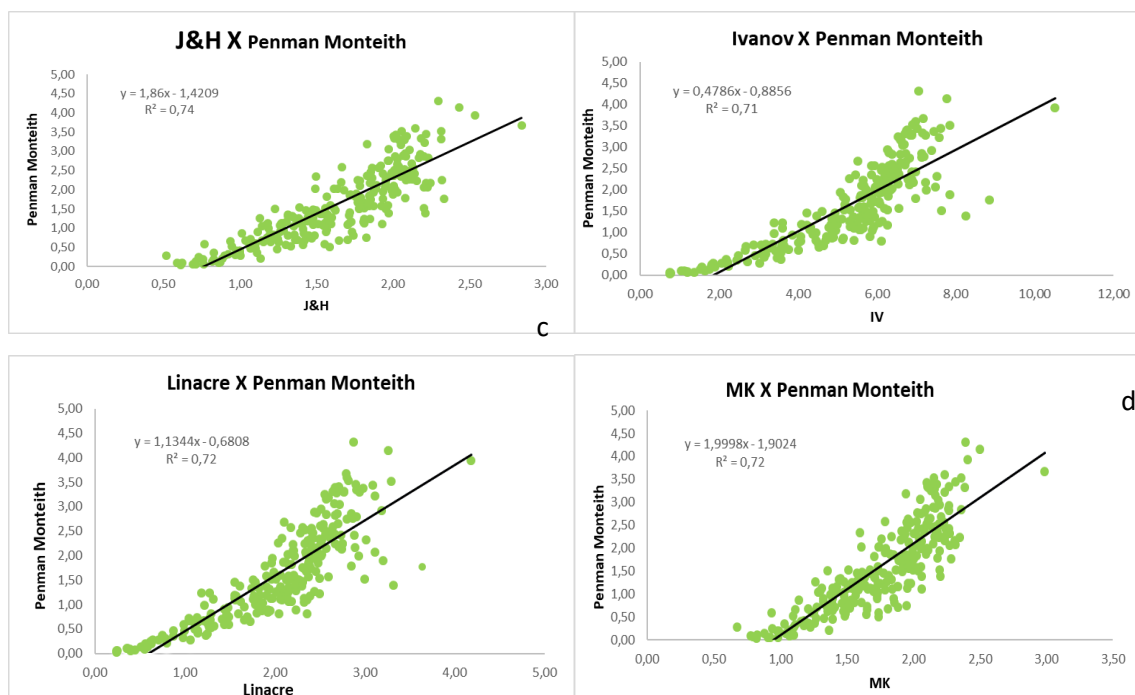 J&H X Penman Monteith
y = 1,86x - 1,4209
R² = 0,74
Penman Monteith
5,00
4,50
4,00
3,50
3,00
2,50
2,00
1,50
1,00
0,50
0,00
0,00 1,00 1,50 2,00 2,50 3,00
J&H
c
Ivanov X Penman Monteith
y = 0,4786x - 0,8856
R² = 0,71
Penman Monteith
5,00
4,50
4,00
3,50
3,00
2,50
2,00
1,50
1,00
0,50
0,00
0,00 2,00 4,00 6,00 8,00 10,00 12,00
IV
Linacre X Penman Monteith
y = 1,1344x - 0,6808
R² = 0,72
Penman Monteith
5,00
4,50
4,00
3,50
3,00
2,50
2,00
1,50
1,00
0,50
0,00
0,00 1,00 2,00 3,00 4,00 5,00
Linacre
MK X Penman Monteith
d
y = 1,9998x - 1,9024
R² = 0,72
Penman Monteith
5,00
4,50
4,00
3,50
3,00
2,50
2,00
1,50
1,00
0,50
0,00
0,00 0,50 1,00 1,50 2,00 2,50 3,00 3,50
MK